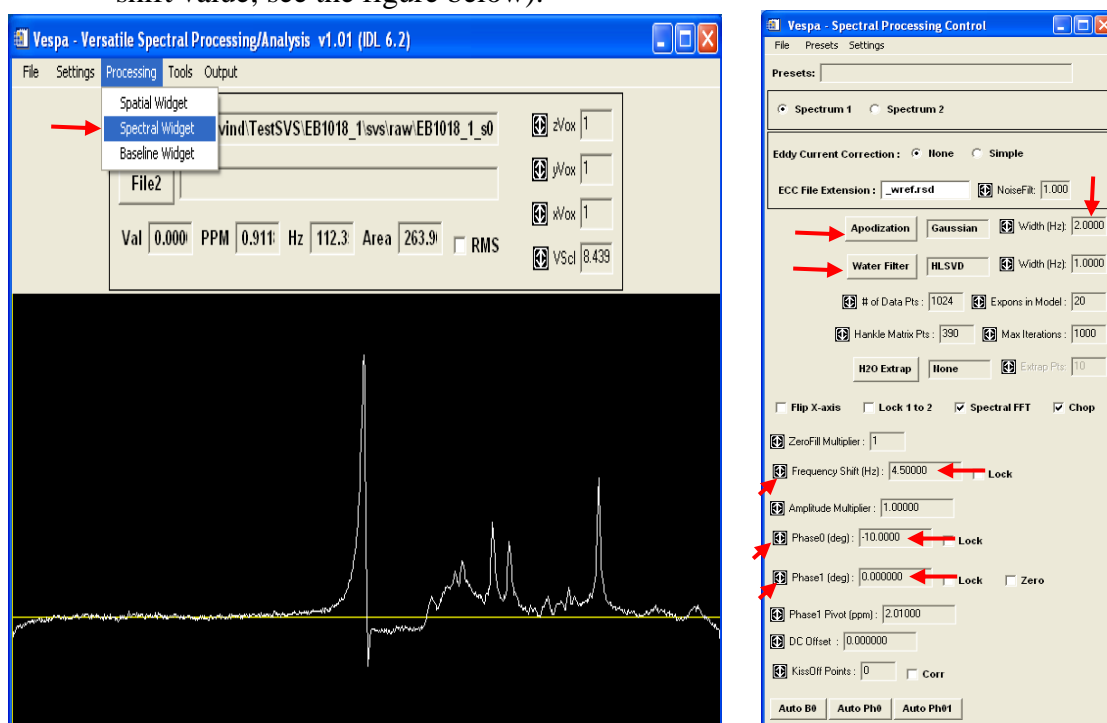 shift value, see the figure below).
Vespa - Versatile Spectral Processing/Analysis v1.01 (IDL 6.2)
File Settings Processing Tools Output
Spatial Widget
Spectral Widget
Baseline Widget
vind\TestSVS\EB1018_1\svs\raw\EB1018_1_s0
File2
Val 0.000 PPM 0.911 Hz 112.3 Area 263.9 RMS
zVox 1
yVox 1
xVox 1
VScl 8.439
Vespa - Spectral Processing Control
File Presets Settings
Presets:
Spectrum 1 Spectrum 2
Eddy Current Correction : None Simple
ECC File Extension : _wref.rsd NoiseFilt: 1.000
Apodization Gaussian Width (Hz): 2.0000
Water Filter HLSVD Width (Hz): 1.0000
# of Data Pts : 1024 Expons in Model : 20
Hankle Matrix Pts : 390 Max Iterations : 1000
H2O Extrap None Extrap Pts: 10
Flip X-axis Lock 1 to 2 Spectral FFT Chop
ZeroFill Multiplier : 1
Frequency Shift (Hz) : 4.50000 Lock
Amplitude Multiplier : 1.00000
Phase0 (deg) : -10.0000 Lock
Phase1 (deg) : 0.000000 Lock Zero
Phase1 Pivot (ppm) : 2.01000
DC Offset : 0.000000
KissOff Points : 0 Corr
Auto B0 Auto Ph0 Auto Ph01